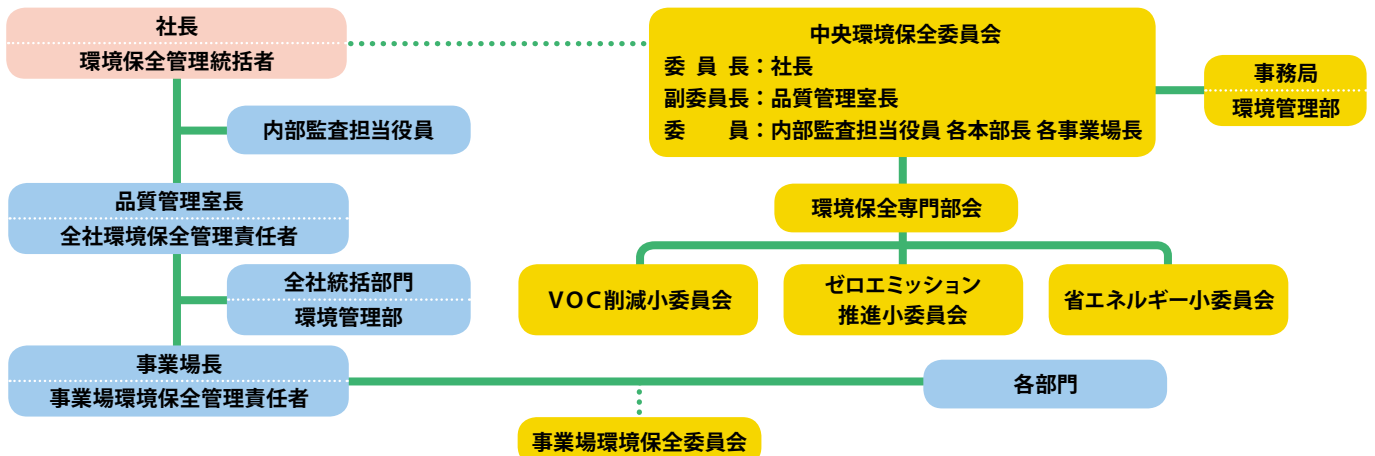 社長
環境保全管理統括者
中央環境保全委員会
委員長：社長
副委員長：品質管理室長
委　　員：内部監査担当役員 各本部長 各事業場長
事務局
環境管理部
内部監査担当役員
品質管理室長
全社環境保全管理責任者
環境保全専門部会
全社統括部門
環境管理部
VOC削減小委員会
ゼロエミッション
推進小委員会
省エネルギー小委員会
事業場長
事業場環境保全管理責任者
各部門
事業場環境保全委員会